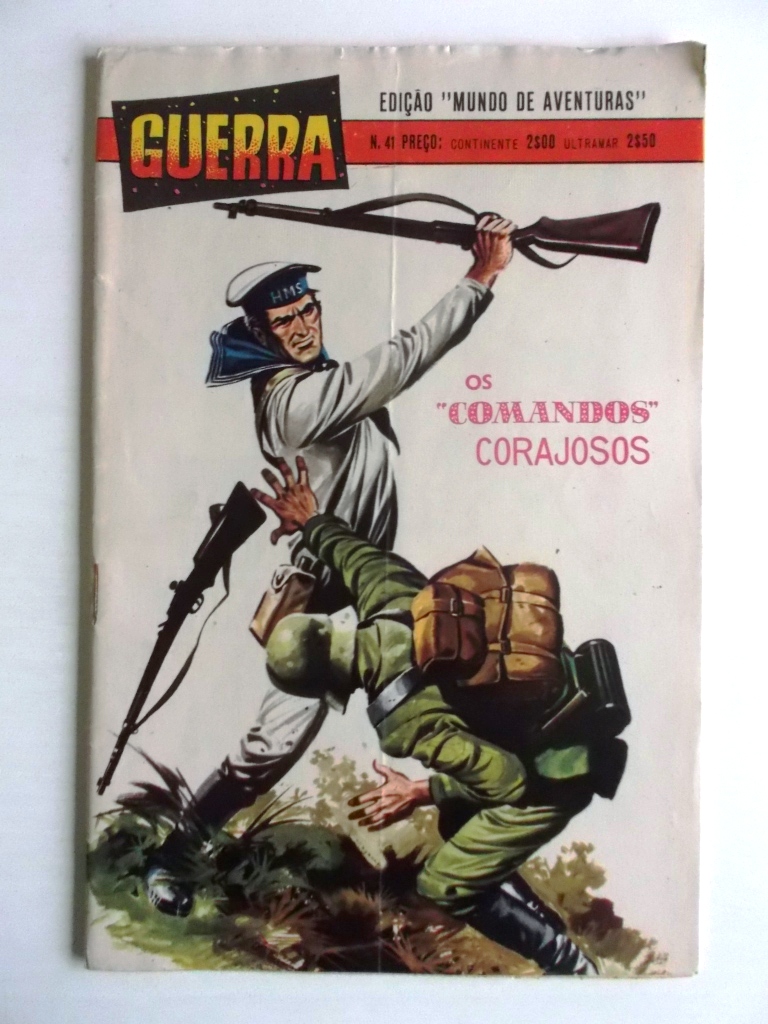 EDIÇÃO "MUNDO DE AVENTURAS"
GUERRA
N. 41 PREÇO: CONTINENTE 2$00 ULTRAMAR 2$50
HMS
OS
"COMANDOS"
CORAJOSOS